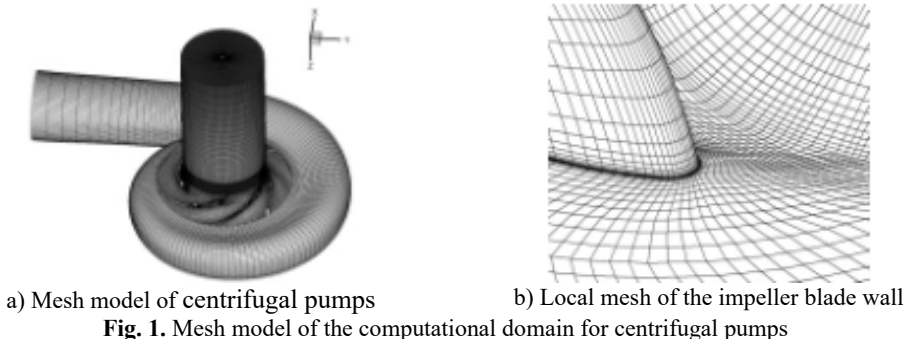 X
Y
Z
a) Mesh model of centrifugal pumps
b) Local mesh of the impeller blade wall
Fig. 1. Mesh model of the computational domain for centrifugal pumps